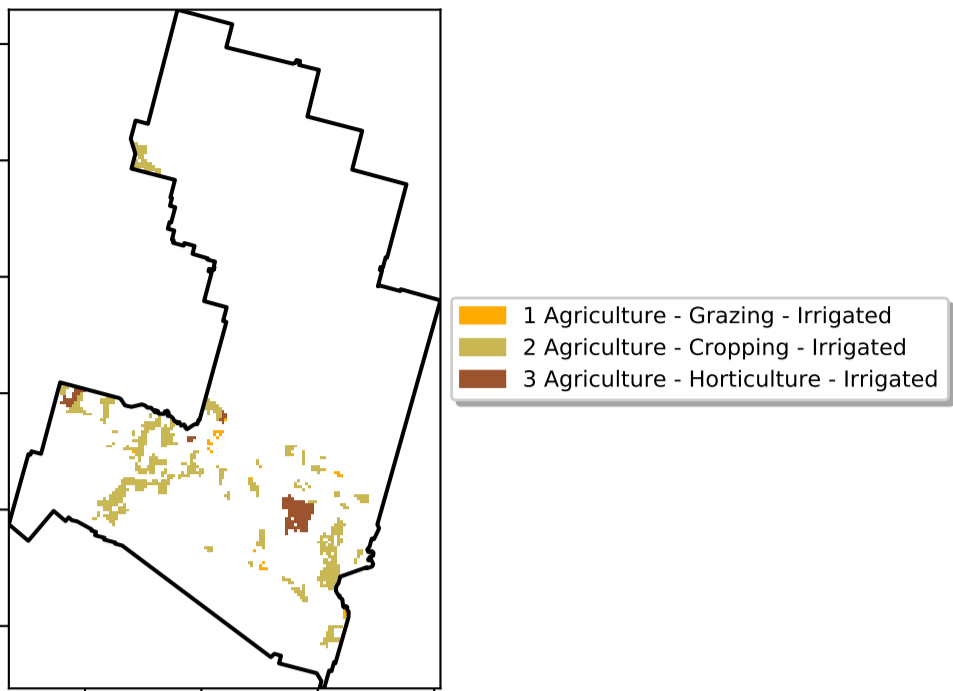 1 Agriculture - Grazing - Irrigated
2 Agriculture - Cropping - Irrigated
3 Agriculture - Horticulture - Irrigated